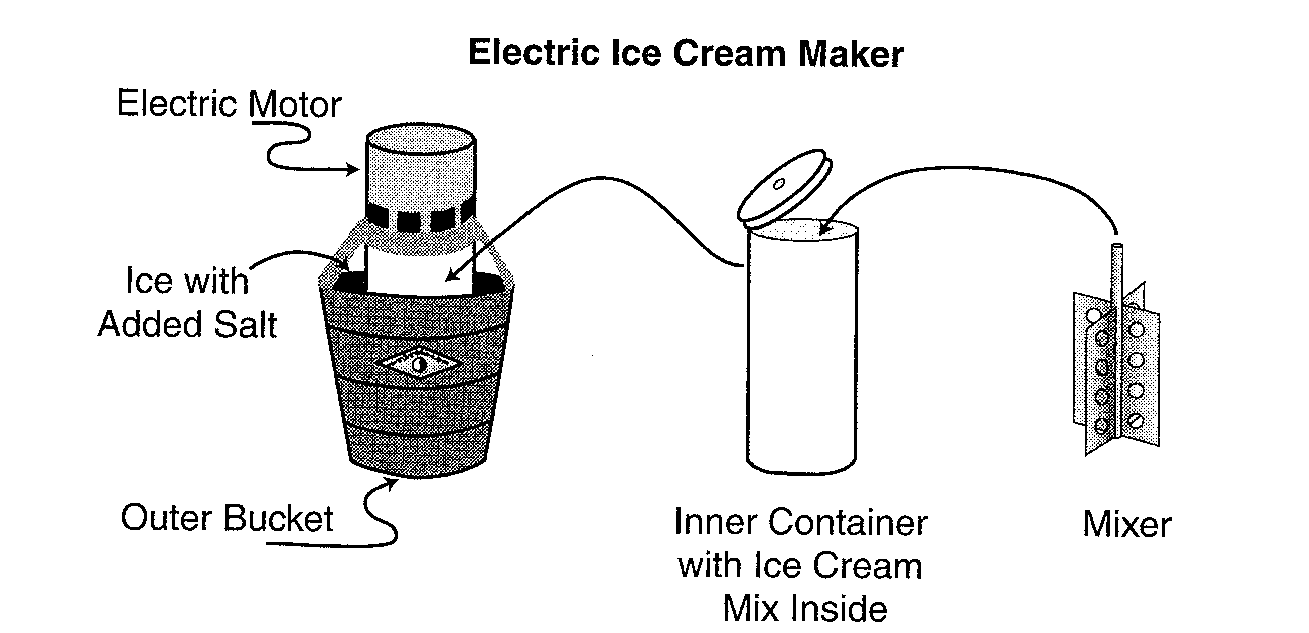 Electric Ice Cream Maker
Electric Motor
Ice with
Added Salt
Outer Bucket
Inner Container
with Ice Cream
Mix Inside
Mixer